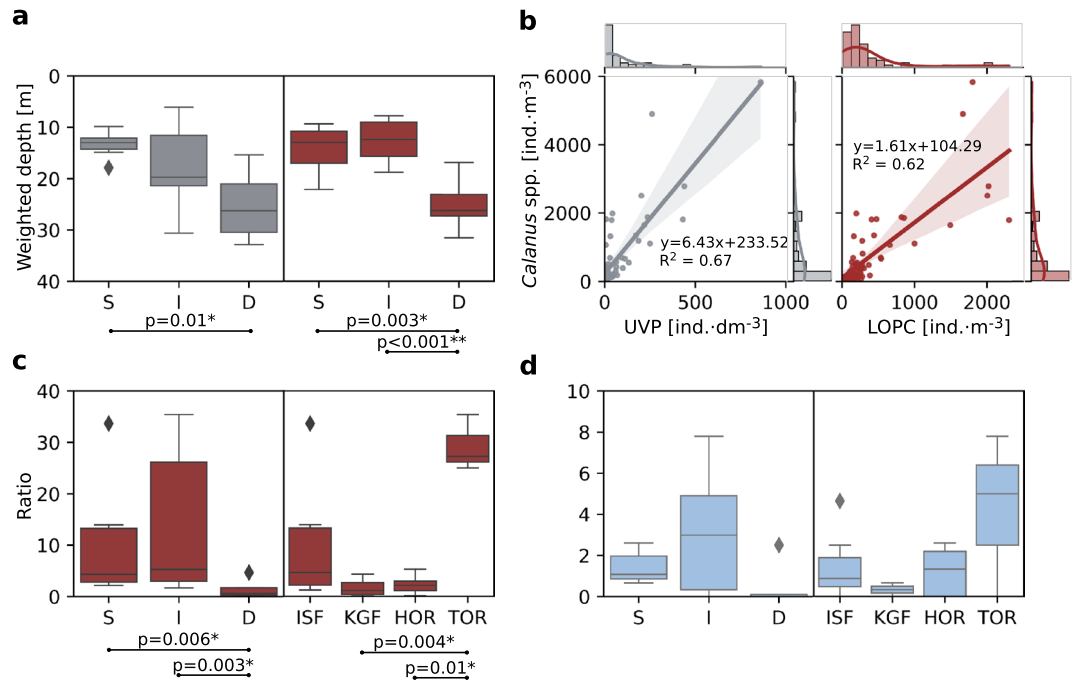 a
0
10
20
30
40
Weighted depth [m]
S I D S I D
p=0.01* p=0.003*
p<0.001**
b
6000
4000
2000
1000
0
Calanus spp. [ind.·m⁻³]
y=6.43x+233.52
R² = 0.67
y=1.61x+104.29
R² = 0.62
0 500 1000 0 1000 2000
UVP [ind.·dm⁻³] LOPC [ind.·m⁻³]
c
40
30
20
10
0
Ratio
S I D ISF KGF HOR TOR
p=0.006* p=0.004*
p=0.003* p=0.01*
d
10
8
6
4
2
0
S I D ISF KGF HOR TOR